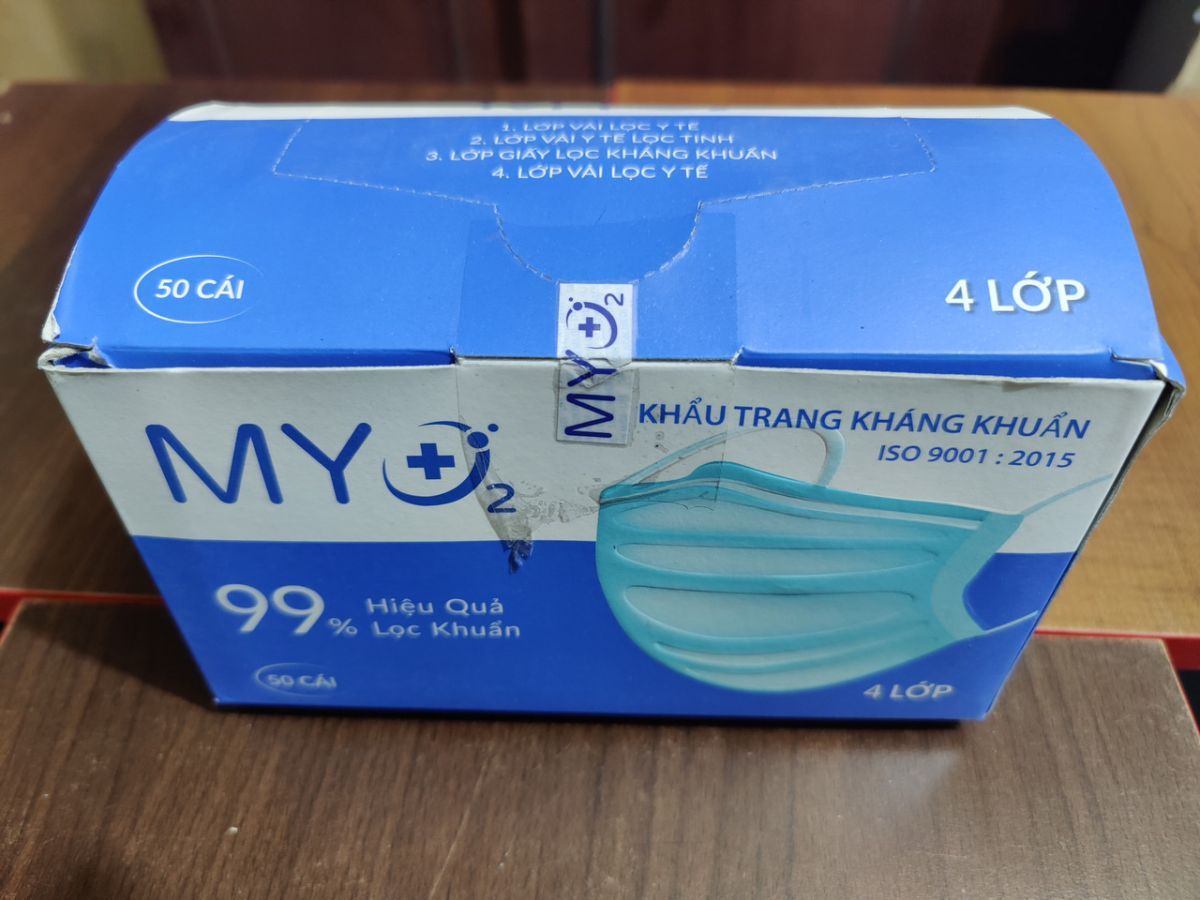 1. LỚP VẢI LỌC Y TẾ
2. LỚP VẢI Y TẾ LỌC TĨNH
3. LỚP GIẤY LỌC KHÁNG KHUẨN
4. LỚP VẢI LỌC Y TẾ
50 CÁI
4 LỚP
MYO2
MYO2
KHẨU TRANG KHÁNG KHUẨN
ISO 9001 : 2015
99% Hiệu Quả
Lọc Khuẩn
50 CÁI
4 LỚP